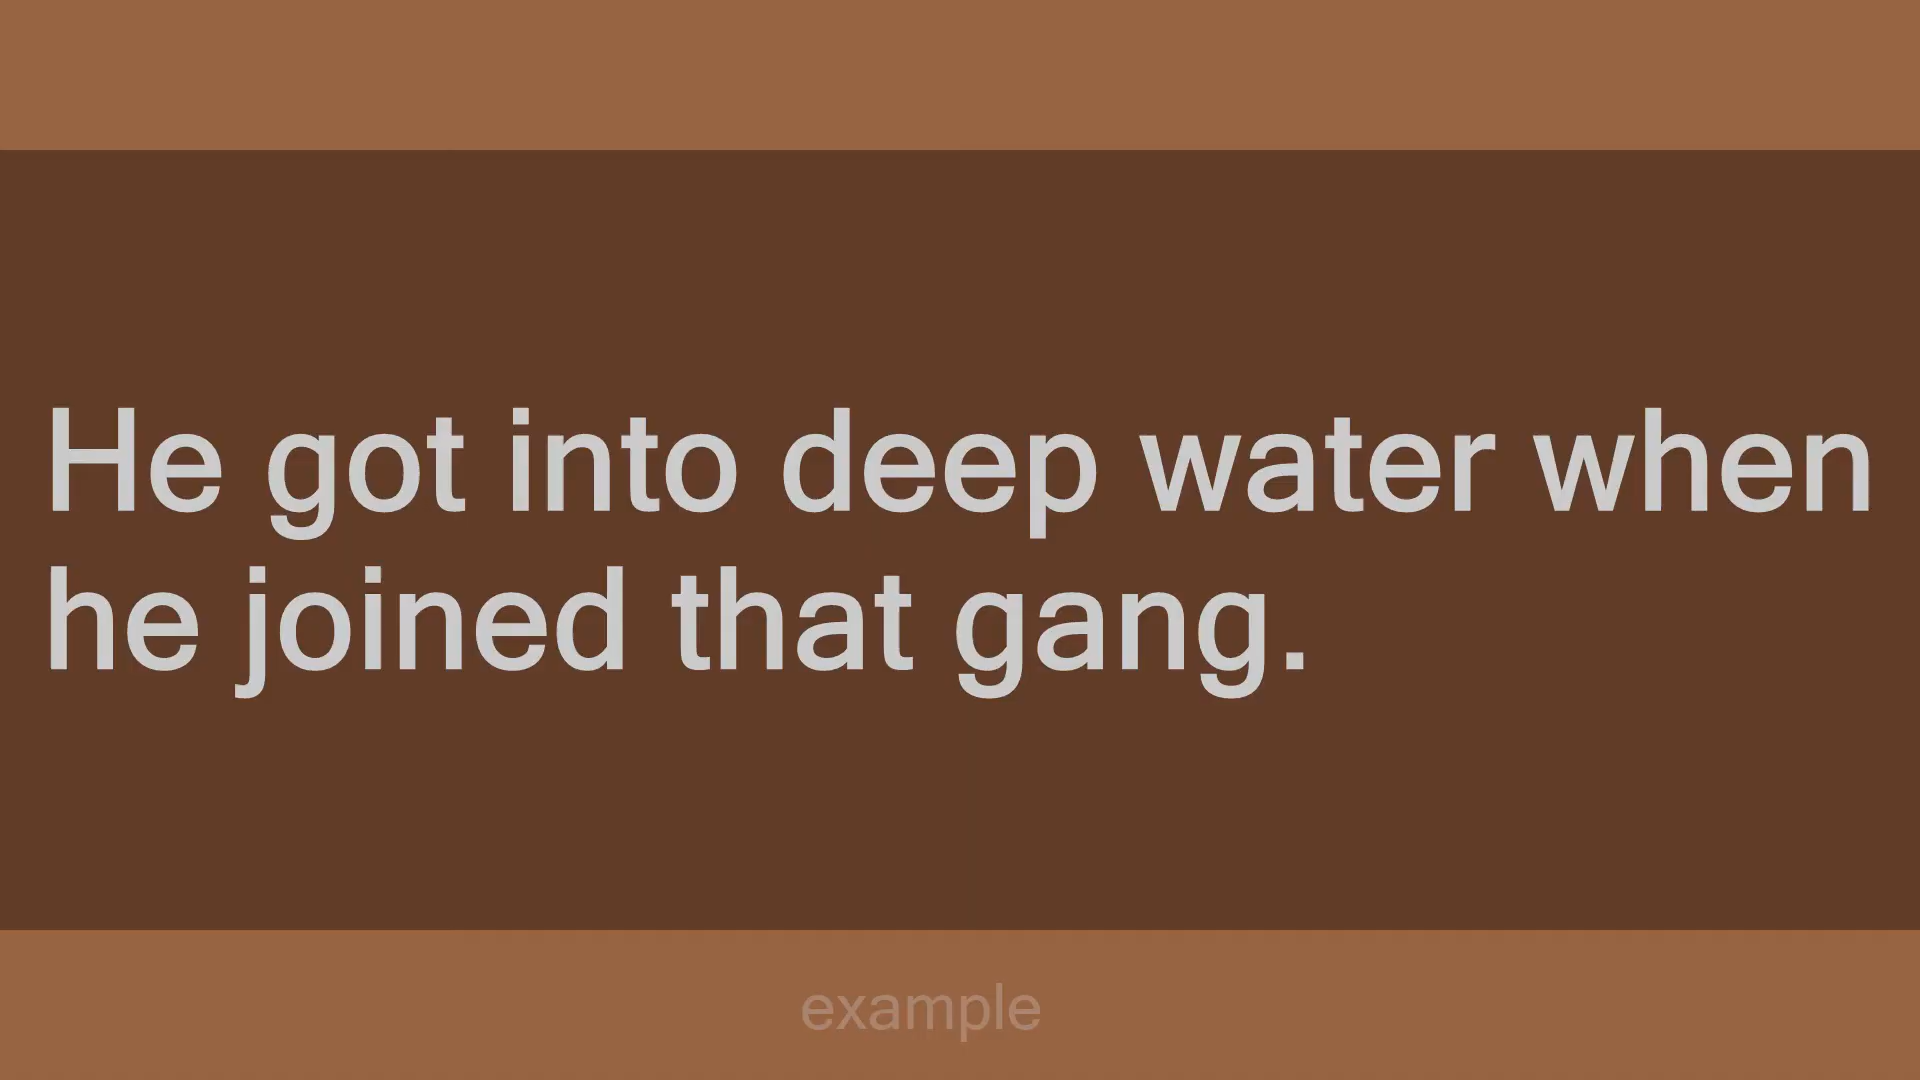 He got into deep water when
he joined that gang.
example